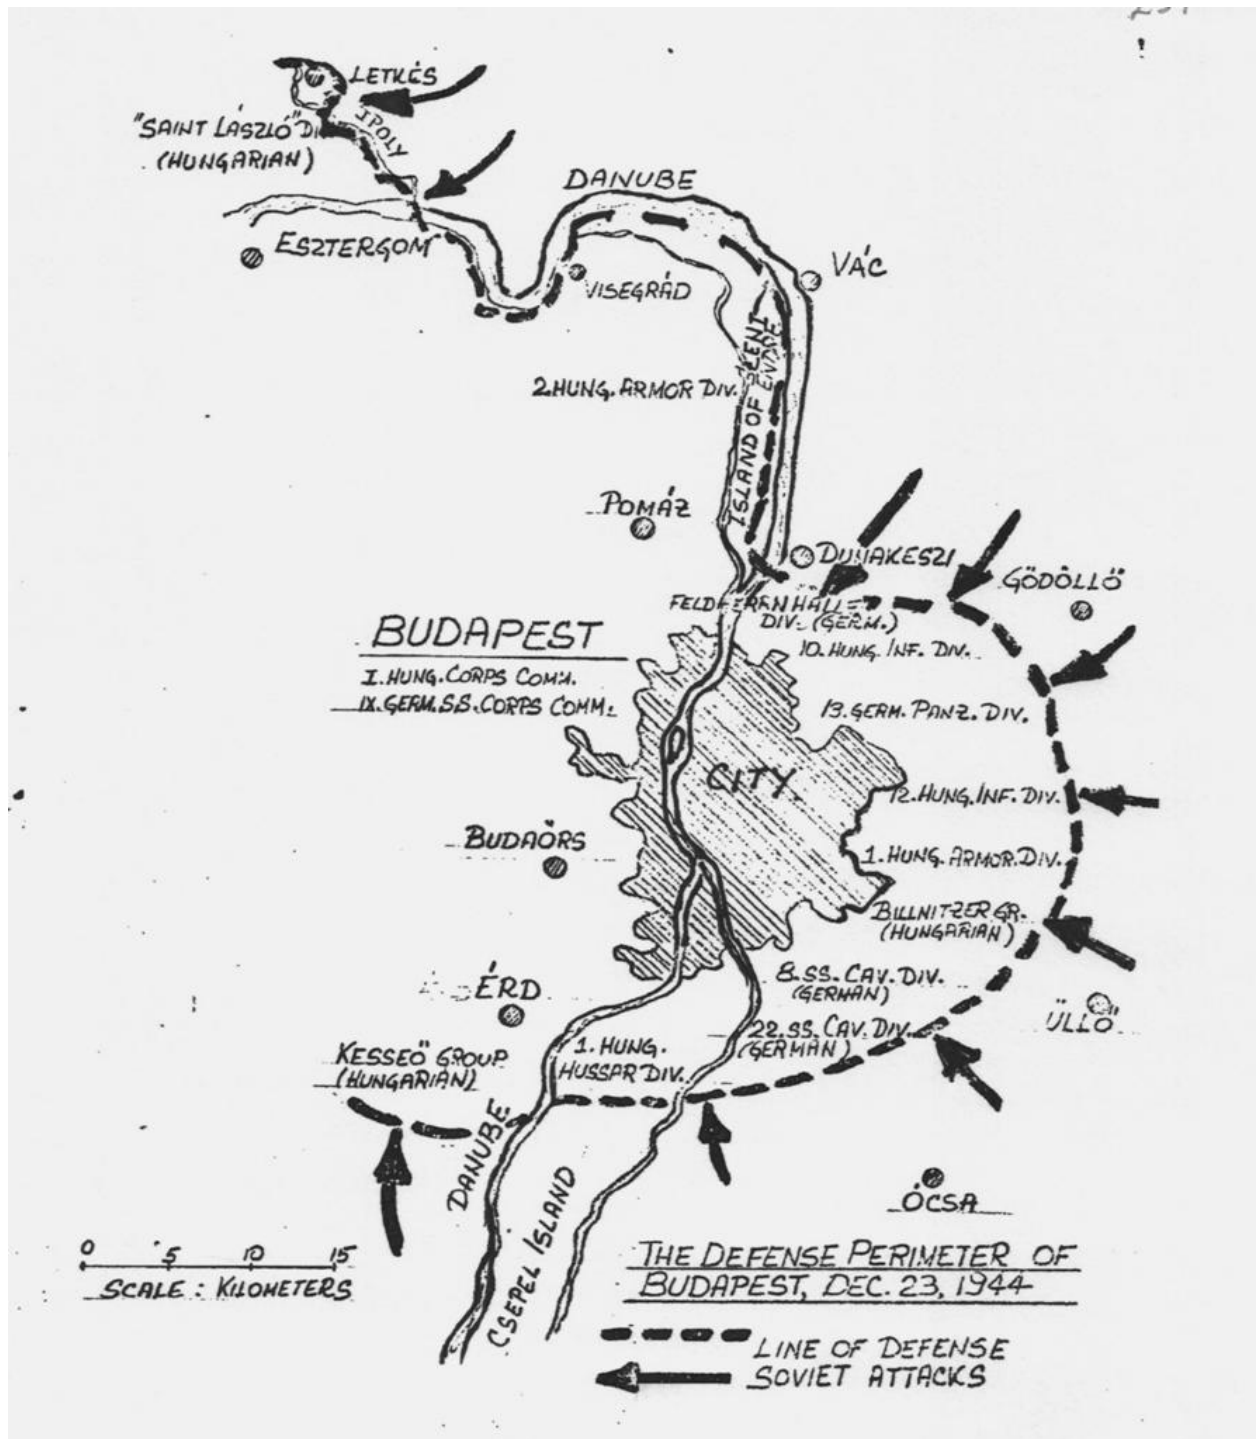 LETKÉS
"SAINT LÁSZLÓ" DI
(HUNGARIAN)
IPOLY
DANUBE
ESZTERGOM
VISEGRÁD
VÁC
ISLAND OF SZENT
ENDRE
2.HUNG. ARMOR DIV.
POMÁZ
DUNAKESZI
GÖDÖLLŐ
FELDHERENHALLE
DIV. (GERM.)
BUDAPEST
I. HUNG. CORPS COMM.
IX. GERM. S.S. CORPS COMM.
10. HUNG. INF. DIV.
13. GERM. PANZ. DIV.
CITY
12. HUNG. INF. DIV.
BUDAÖRS
1. HUNG. ARMOR. DIV.
BILLNITZER GR.
(HUNGARIAN)
8. SS. CAV. DIV.
(GERMAN)
ÉRD
ÜLLŐ
22. SS. CAV. DIV.
(GERMAN)
1. HUNG.
HUSSAR DIV.
KESSEÖ GROUP
(HUNGARIAN)
DANUBE
CSEPEL ISLAND
ÓCSA
0 5 10 15
SCALE : KILOMETERS
THE DEFENSE PERIMETER OF
BUDAPEST, DEC. 23, 1944
LINE OF DEFENSE
SOVIET ATTACKS